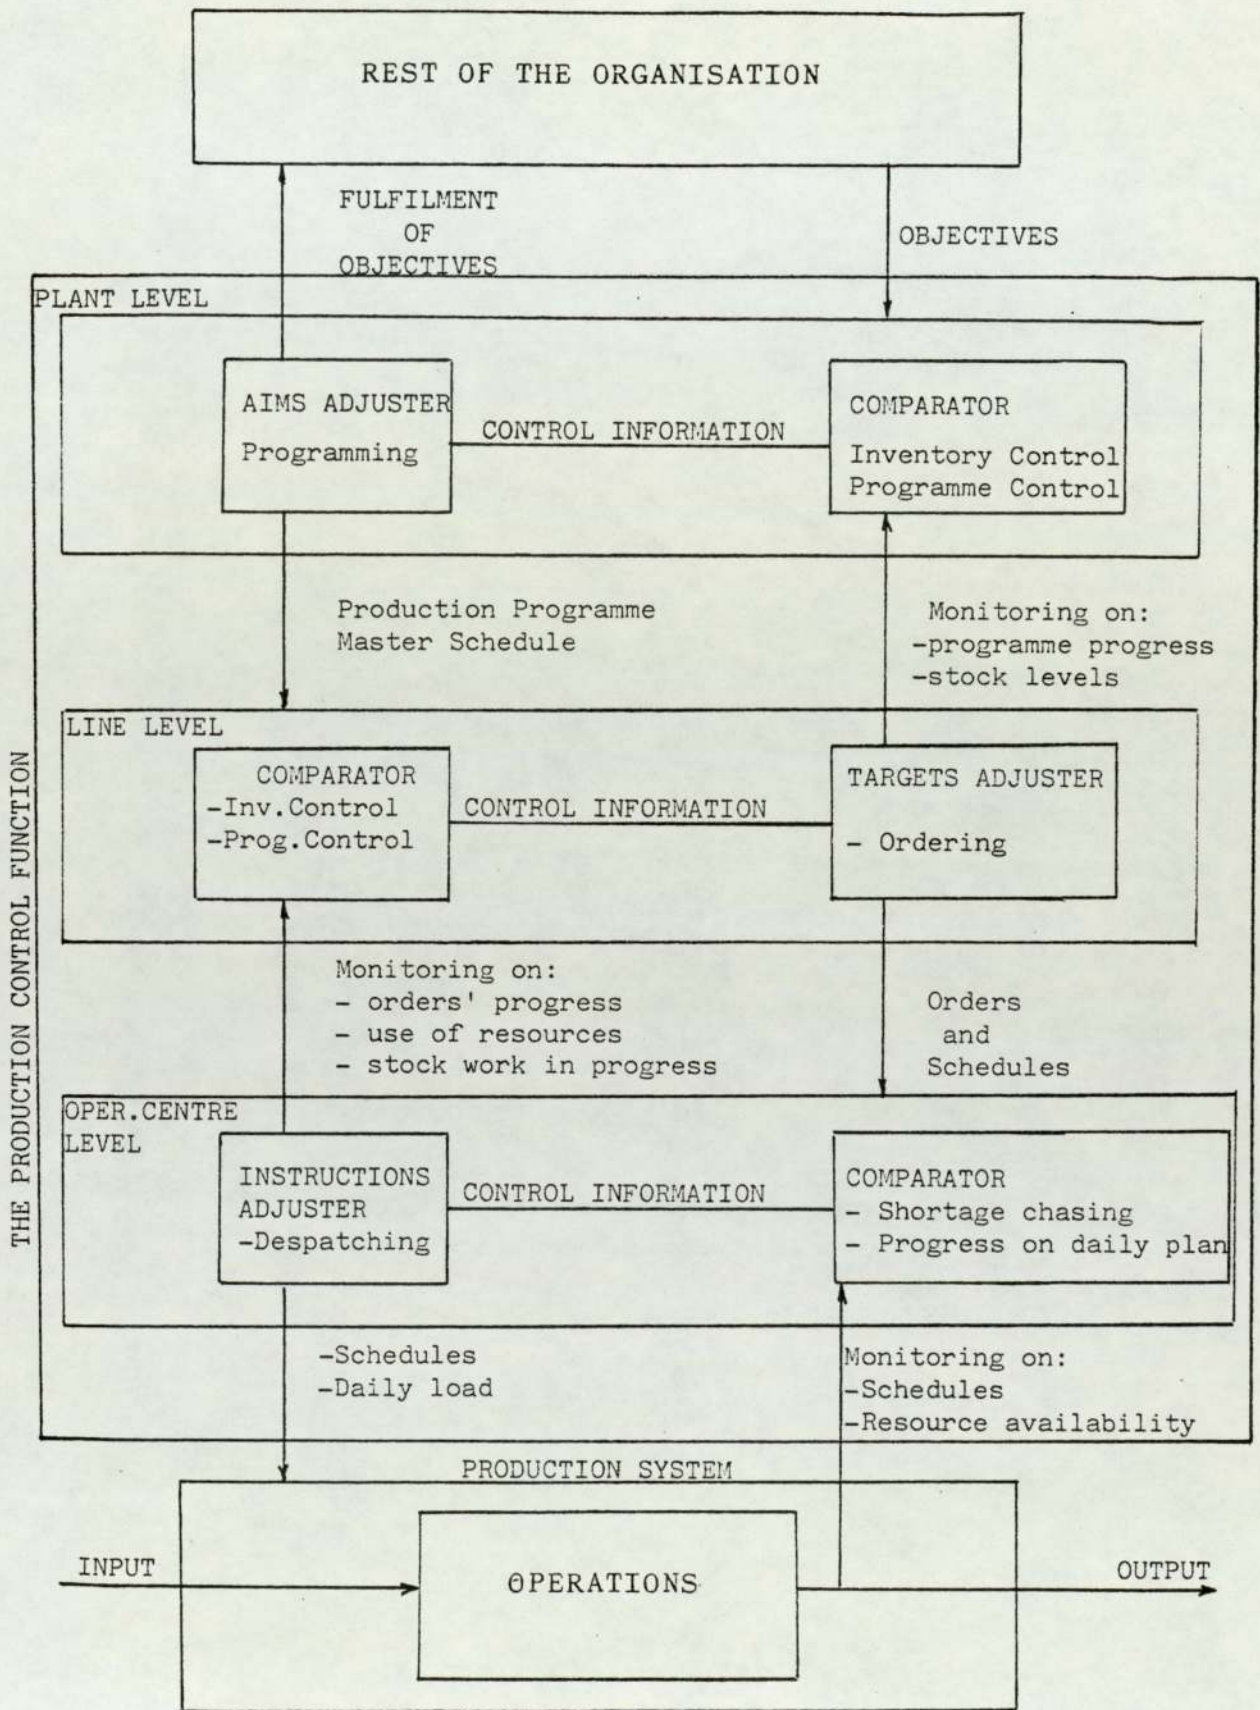 REST OF THE ORGANISATION
FULFILMENT
OF
OBJECTIVES
OBJECTIVES
PLANT LEVEL
AIMS ADJUSTER
Programming
CONTROL INFORMATION
COMPARATOR
Inventory Control
Programme Control
Production Programme
Master Schedule
Monitoring on:
-programme progress
-stock levels
THE PRODUCTION CONTROL FUNCTION
LINE LEVEL
COMPARATOR
-Inv.Control
-Prog.Control
CONTROL INFORMATION
TARGETS ADJUSTER
- Ordering
Monitoring on:
- orders' progress
- use of resources
- stock work in progress
Orders
and
Schedules
OPER.CENTRE
LEVEL
INSTRUCTIONS
ADJUSTER
-Despatching
CONTROL INFORMATION
COMPARATOR
- Shortage chasing
- Progress on daily plan
-Schedules
-Daily load
Monitoring on:
-Schedules
-Resource availability
PRODUCTION SYSTEM
INPUT
OPERATIONS
OUTPUT